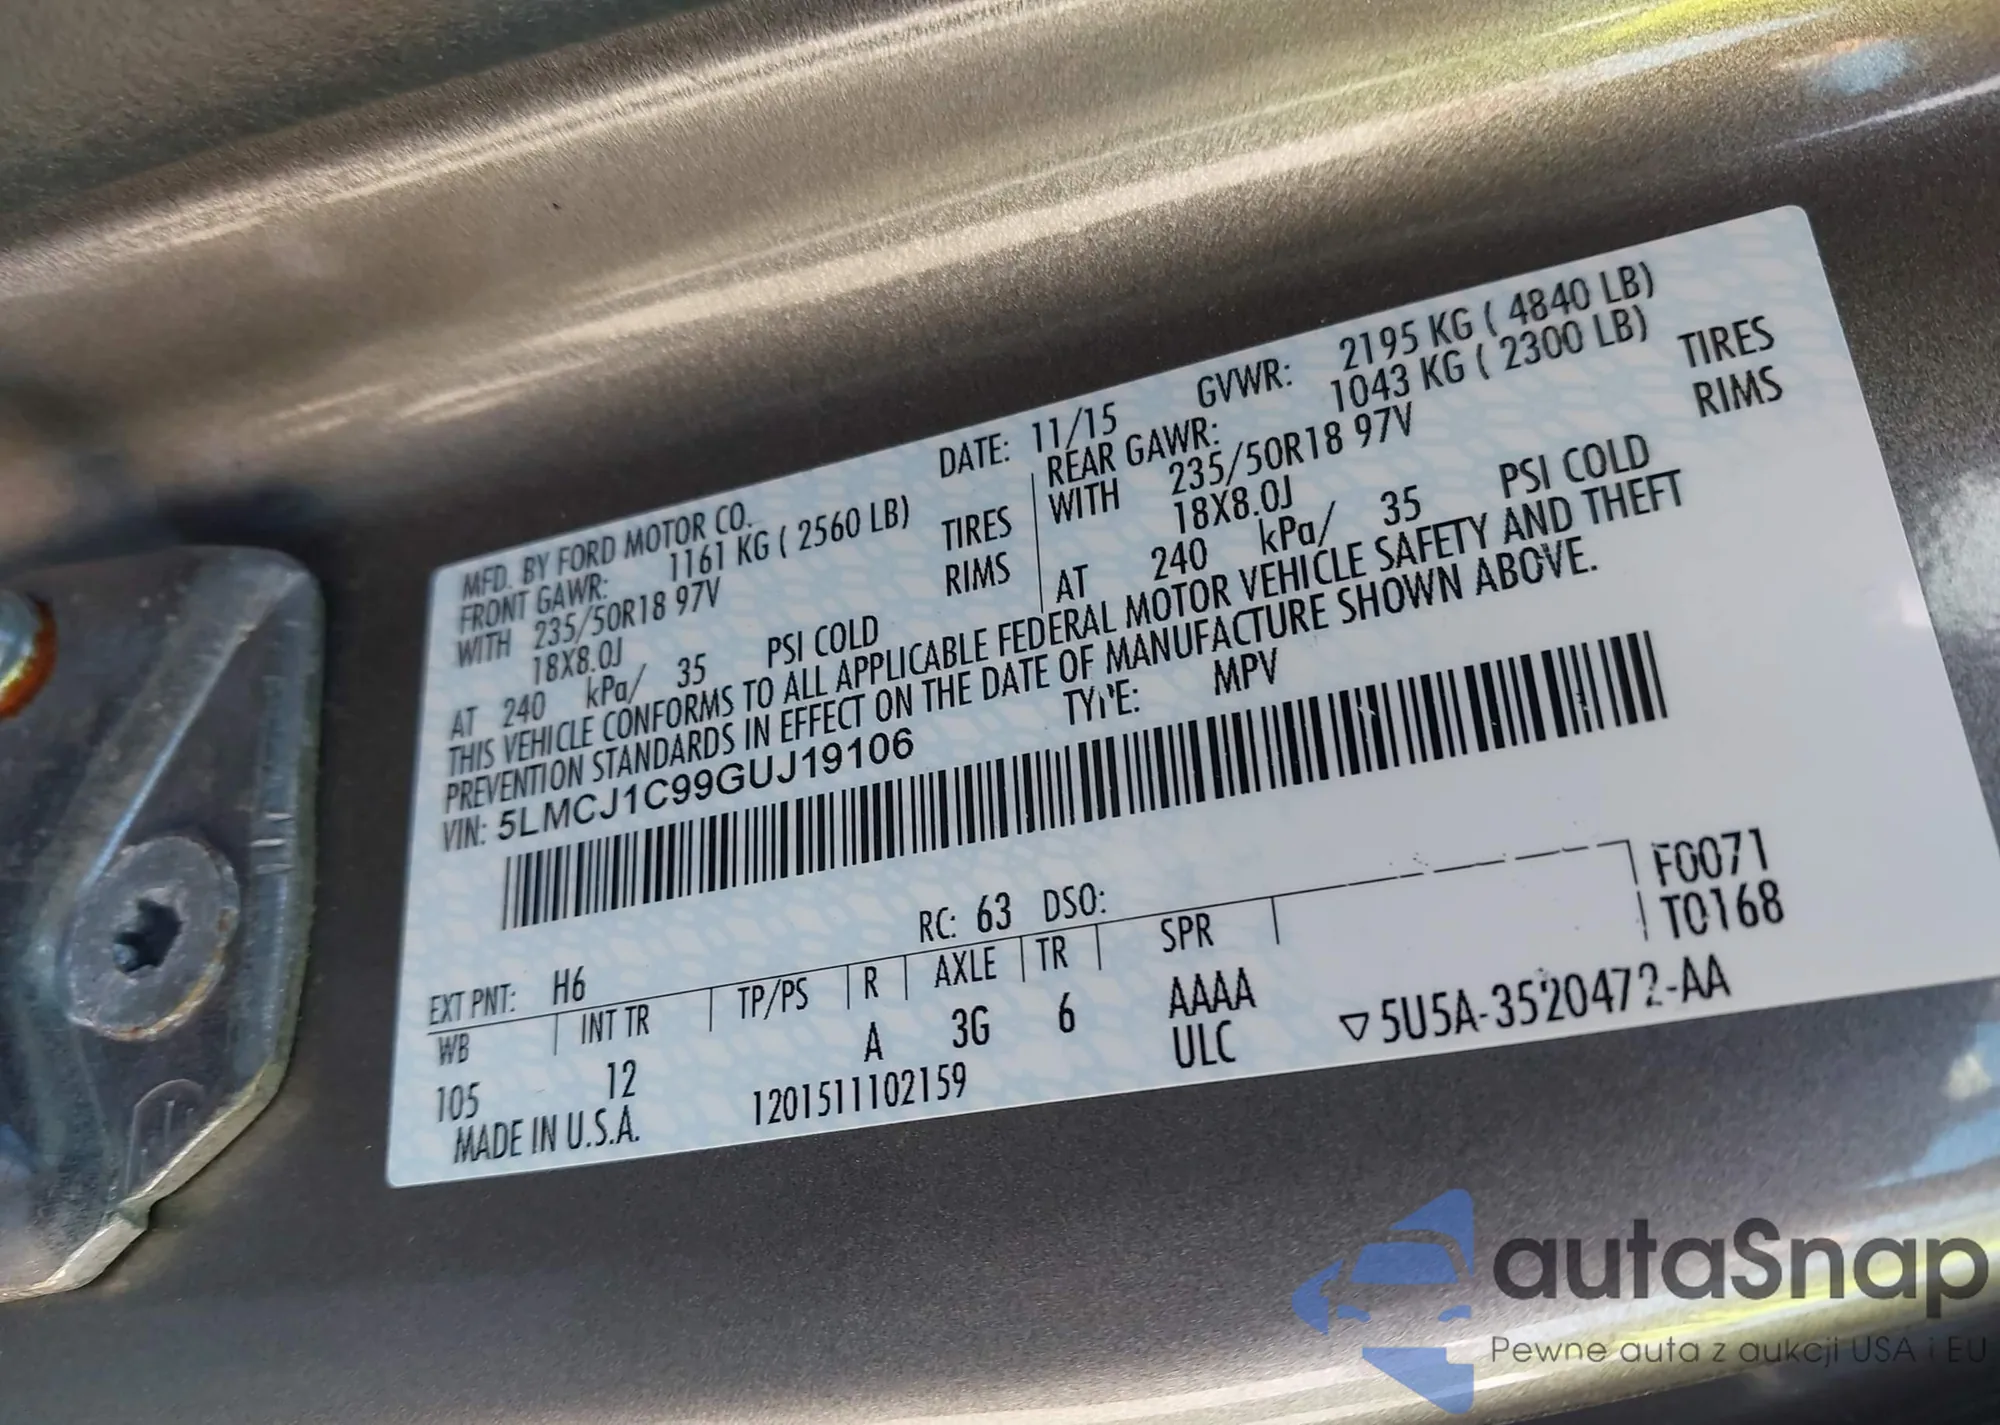 MFD. BY FORD MOTOR CO. DATE: 11/15 GVWR: 2195 KG ( 4840 LB)
FRONT GAWR: 1161 KG ( 2560 LB) REAR GAWR: 1043 KG ( 2300 LB)
WITH 235/50R18 97V TIRES WITH 235/50R18 97V TIRES
18X8.0J RIMS 18X8.0J RIMS
AT 240 kPa/ 35 PSI COLD AT 240 kPa/ 35 PSI COLD
THIS VEHICLE CONFORMS TO ALL APPLICABLE FEDERAL MOTOR VEHICLE SAFETY AND THEFT
PREVENTION STANDARDS IN EFFECT ON THE DATE OF MANUFACTURE SHOWN ABOVE.
VIN: 5LMCJ1C99GUJ19106 TYPE: MPV
F0071
RC: 63 DSO: T0168
EXT PNT: H6
WB INT TR TP/PS R AXLE TR SPR
105 12 A 3G 6 AAAA ▽5U5A-3520472-AA
MADE IN U.S.A. 1201511102159 ULC
autaSnap
Pewne auta z aukcji USA i EU